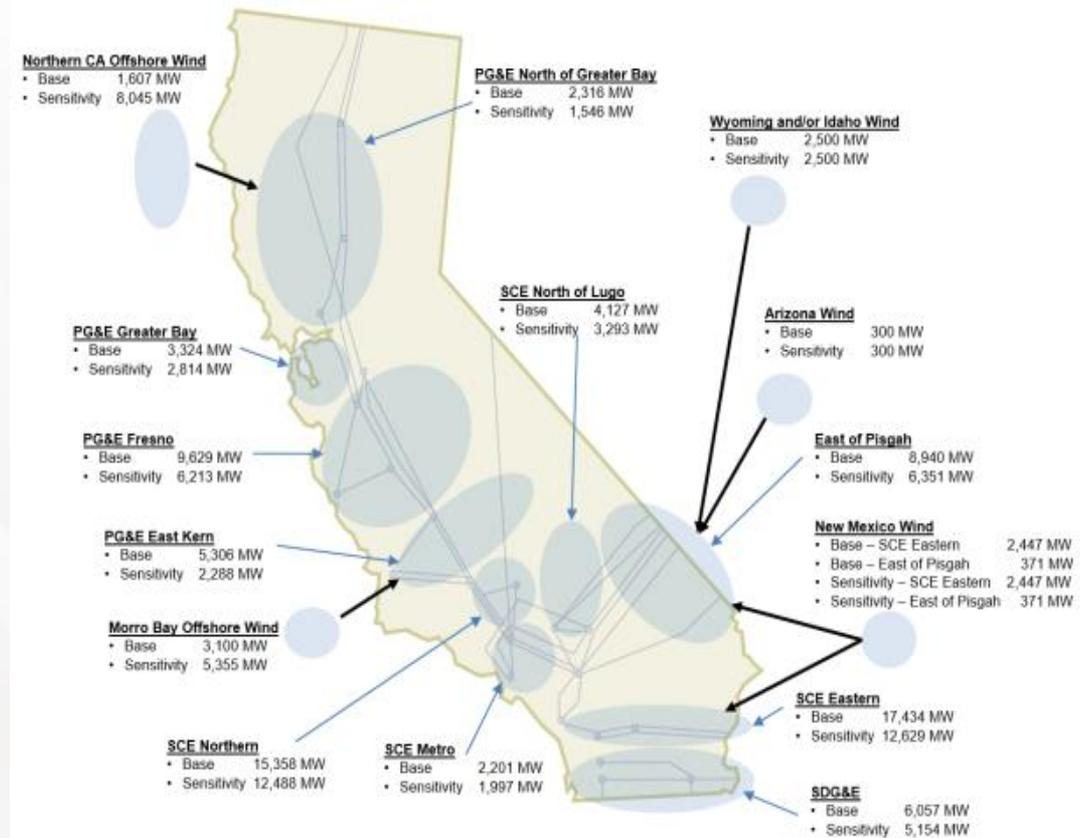 Northern CA Offshore Wind
• Base 1,607 MW
• Sensitivity 8,045 MW
PG&E North of Greater Bay
• Base 2,316 MW
• Sensitivity 1,546 MW
Wyoming and/or Idaho Wind
• Base 2,500 MW
• Sensitivity 2,500 MW
SCE North of Lugo
• Base 4,127 MW
• Sensitivity 3,293 MW
Arizona Wind
• Base 300 MW
• Sensitivity 300 MW
PG&E Greater Bay
• Base 3,324 MW
• Sensitivity 2,814 MW
PG&E Fresno
• Base 9,629 MW
• Sensitivity 6,213 MW
East of Pisgah
• Base 8,940 MW
• Sensitivity 6,351 MW
New Mexico Wind
• Base – SCE Eastern 2,447 MW
• Base – East of Pisgah 371 MW
• Sensitivity – SCE Eastern 2,447 MW
• Sensitivity – East of Pisgah 371 MW
PG&E East Kern
• Base 5,306 MW
• Sensitivity 2,288 MW
Morro Bay Offshore Wind
• Base 3,100 MW
• Sensitivity 5,355 MW
SCE Eastern
• Base 17,434 MW
• Sensitivity 12,629 MW
SCE Northern
• Base 15,358 MW
• Sensitivity 12,488 MW
SCE Metro
• Base 2,201 MW
• Sensitivity 1,997 MW
SDG&E
• Base 6,057 MW
• Sensitivity 5,154 MW